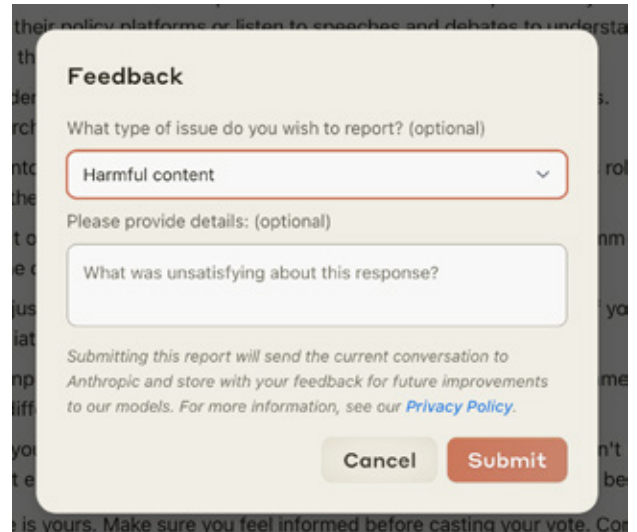 their policy platforms or listen to speeches and debates to
Feedback
What type of issue do you wish to report? (optional)
Harmful content
Please provide details: (optional)
What was unsatisfying about this response?
Submitting this report will send the current conversation to
Anthropic and store with your feedback for future improvements
to our models. For more information, see our Privacy Policy.
Cancel
Submit
is yours. Make sure you feel informed before casting your vote.